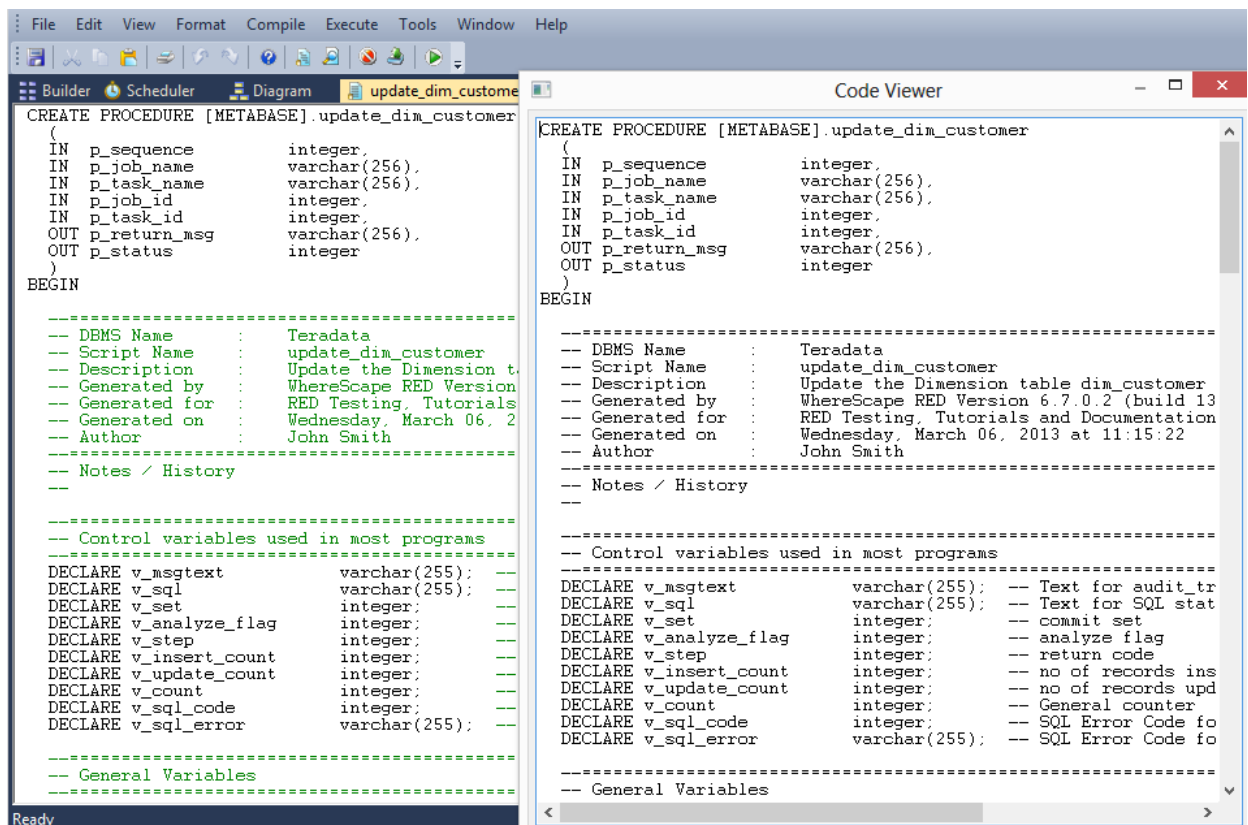 File Edit View Format Compile Execute Tools Window Help
Builder Scheduler Diagram update_dim_custome
CREATE PROCEDURE [METABASE].update_dim_customer
(
IN p_sequence integer,
IN p_job_name varchar(256),
IN p_task_name varchar(256),
IN p_job_id integer,
IN p_task_id integer,
OUT p_return_msg varchar(256),
OUT p_status integer
)
BEGIN
--==============================================
-- DBMS Name : Teradata
-- Script Name : update_dim_customer
-- Description : Update the Dimension t
-- Generated by : WhereScape RED Version
-- Generated for : RED Testing, Tutorials
-- Generated on : Wednesday, March 06, 2
-- Author : John Smith
--==============================================
-- Notes / History
--
--==============================================
-- Control variables used in most programs
--==============================================
DECLARE v_msgtext varchar(255); --
DECLARE v_sql varchar(255); --
DECLARE v_set integer; --
DECLARE v_analyze_flag integer; --
DECLARE v_step integer; --
DECLARE v_insert_count integer; --
DECLARE v_update_count integer; --
DECLARE v_count integer; --
DECLARE v_sql_code integer; --
DECLARE v_sql_error varchar(255); --
--==============================================
-- General Variables
--==============================================
Ready
Code Viewer
CREATE PROCEDURE [METABASE].update_dim_customer
(
IN p_sequence integer,
IN p_job_name varchar(256),
IN p_task_name varchar(256),
IN p_job_id integer,
IN p_task_id integer,
OUT p_return_msg varchar(256),
OUT p_status integer
)
BEGIN
--==========================================================
-- DBMS Name : Teradata
-- Script Name : update_dim_customer
-- Description : Update the Dimension table dim_customer
-- Generated by : WhereScape RED Version 6.7.0.2 (build 13
-- Generated for : RED Testing, Tutorials and Documentation
-- Generated on : Wednesday, March 06, 2013 at 11:15:22
-- Author : John Smith
--==========================================================
-- Notes / History
--
--==========================================================
-- Control variables used in most programs
--==========================================================
DECLARE v_msgtext varchar(255); -- Text for audit_tr
DECLARE v_sql varchar(255); -- Text for SQL stat
DECLARE v_set integer; -- commit set
DECLARE v_analyze_flag integer; -- analyze flag
DECLARE v_step integer; -- return code
DECLARE v_insert_count integer; -- no of records ins
DECLARE v_update_count integer; -- no of records upd
DECLARE v_count integer; -- General counter
DECLARE v_sql_code integer; -- SQL Error Code fo
DECLARE v_sql_error varchar(255); -- SQL Error Code fo
--==========================================================
-- General Variables